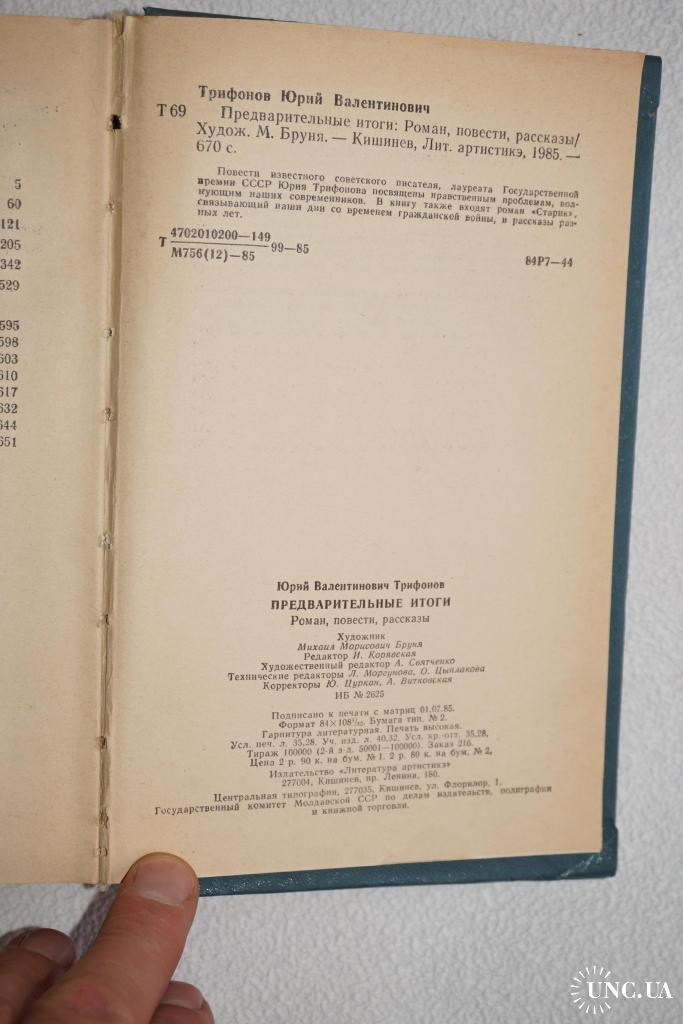 5
60
121
205
342
529
595
598
603
610
617
632
644
651
Трифонов Юрий Валентинович
Т 69 Предварительные итоги: Роман, повести, рассказы/
Худож. М. Бруня. — Кишинев, Лит. артистикэ, 1985. —
670 с.
Повести известного советского писателя, лауреата Государственной
премии СССР Юрия Трифонова посвящены нравственным проблемам, вол-
нующим наших современников. В книгу также входят роман «Старик»,
связывающий наши дни со временем гражданской войны, и рассказы раз-
ных лет.
4702010200—149
Т 99—85
М756(12)—85
84Р7—44
Юрий Валентинович Трифонов
ПРЕДВАРИТЕЛЬНЫЕ ИТОГИ
Роман, повести, рассказы
Художник
Михаил Морисович Бруня
Редактор И. Корявская
Художественный редактор А. Святченко
Технические редакторы Л. Моргунова, О. Цыплакова
Корректоры Ю. Цуркан, А. Витковская
ИБ № 2625
Подписано к печати с матриц 01.07.85.
Формат 84×108¹/₃₂. Бумага тип. № 2.
Гарнитура литературная. Печать высокая.
Усл. печ. л. 35,28. Уч. изд. л. 40,32. Усл. кр.-отт. 35,28.
Тираж 100000 (2-й з-д. 50001—100000). Заказ 216.
Цена 2 р. 90 к. на бум. № 1. 2 р. 80 к. на бум. № 2.
Издательство «Литература артистикэ»
277004, Кишинев, пр. Ленина, 180.
Центральная типография, 277035, Кишинев, ул. Флорилор, 1.
Государственный комитет Молдавской ССР по делам издательств, полиграфии
и книжной торговли.
UNC.UA